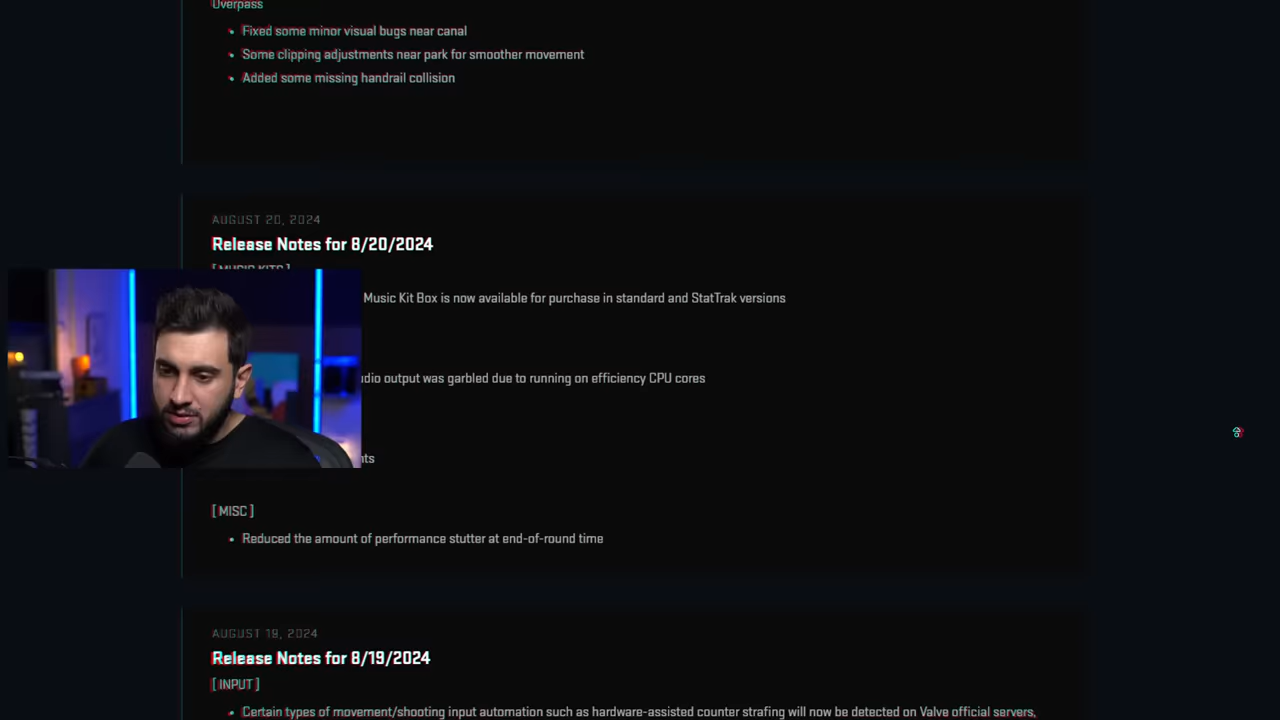 Overpass
• Fixed some minor visual bugs near canal
• Some clipping adjustments near park for smoother movement
• Added some missing handrail collision
AUGUST 20, 2024
Release Notes for 8/20/2024
[ MUSIC KITS ]
Music Kit Box is now available for purchase in standard and StatTrak versions
output was garbled due to running on efficiency CPU cores
[ MISC ]
• Reduced the amount of performance stutter at end-of-round time
AUGUST 19, 2024
Release Notes for 8/19/2024
[ INPUT ]
• Certain types of movement/shooting input automation such as hardware-assisted counter strafing will now be detected on Valve official servers,